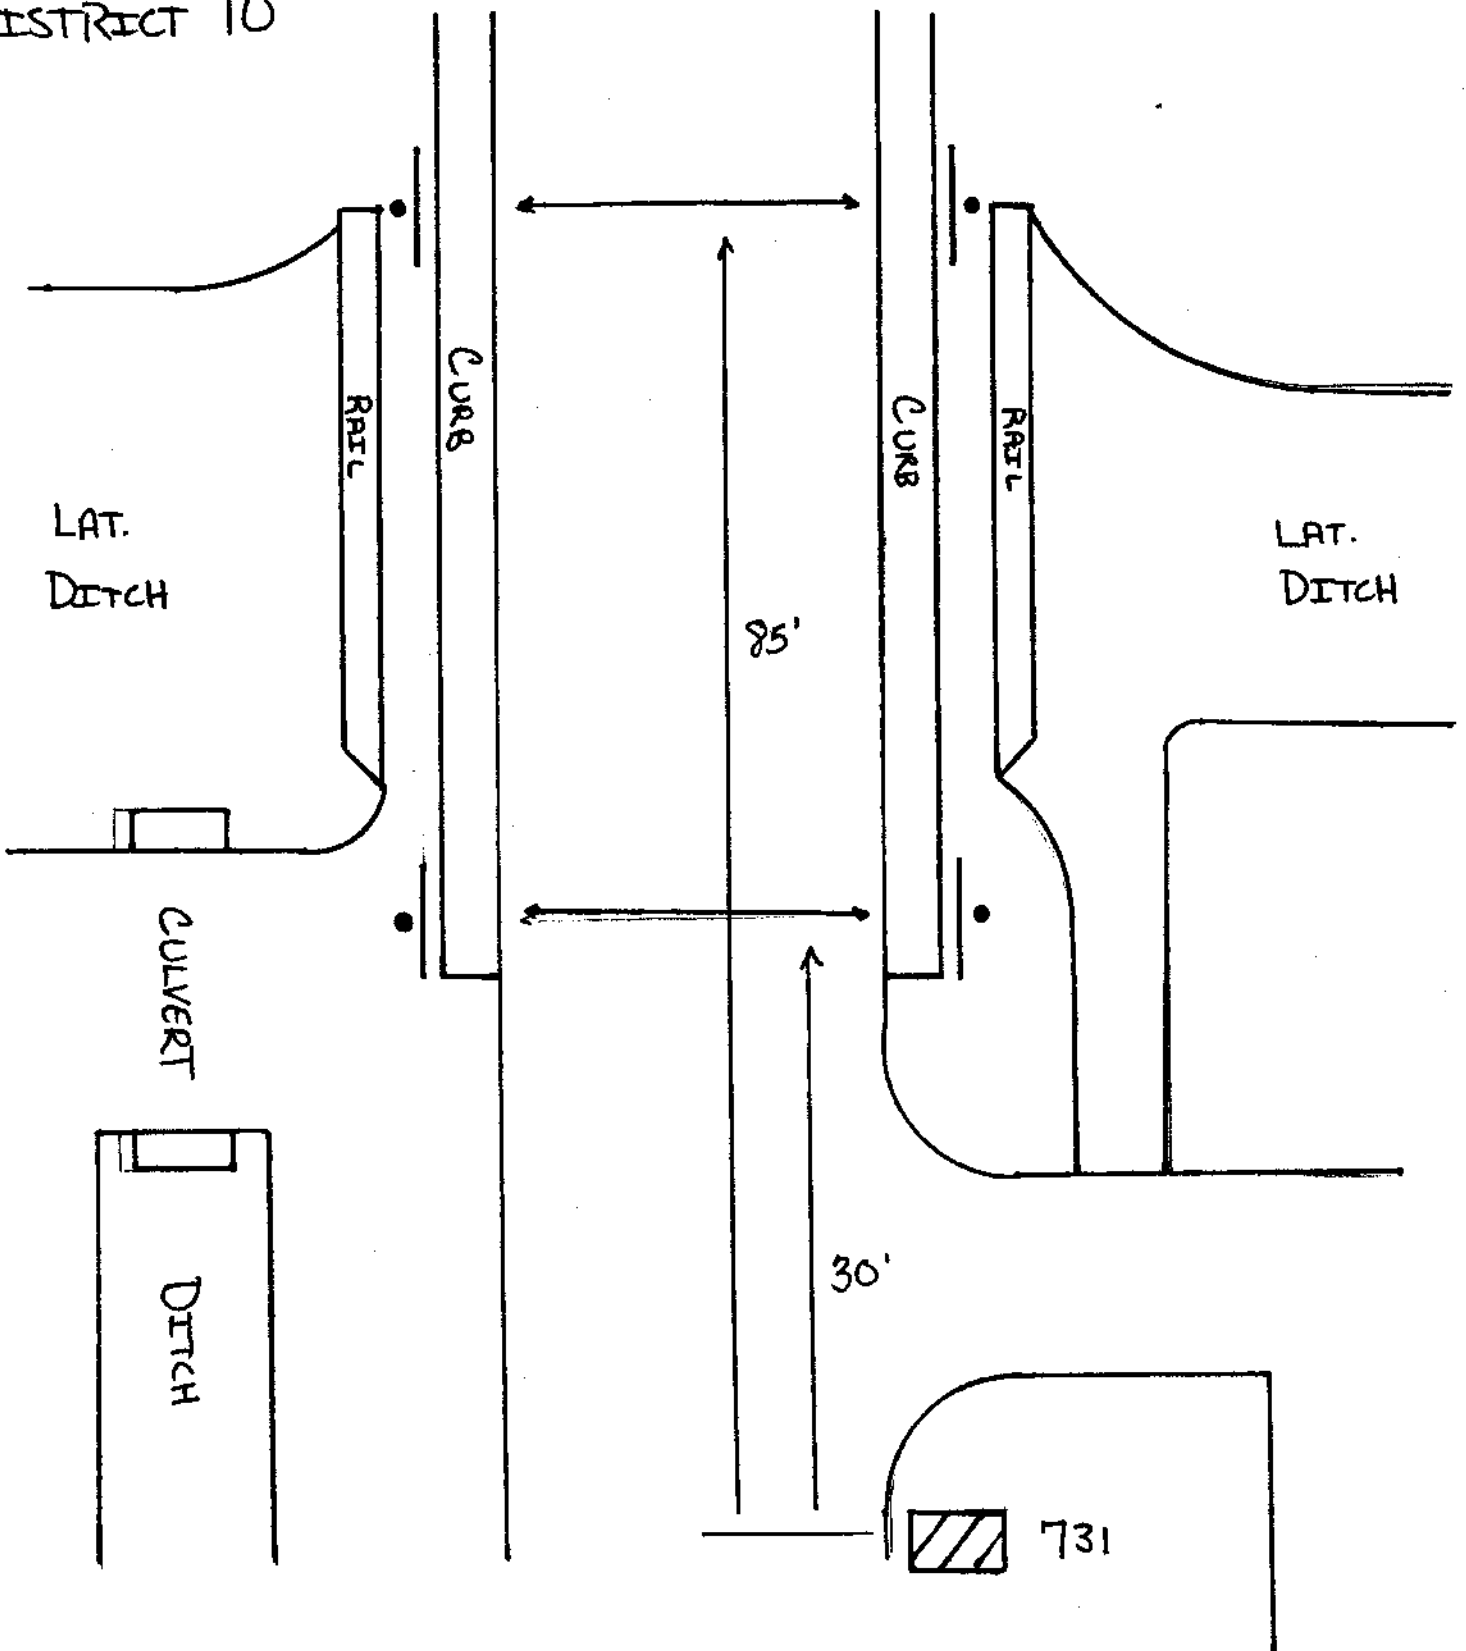 ISTRICT 10
CURB
RAIL
CURB
RAIL
LAT.
DITCH
LAT.
DITCH
85'
CULVERT
30'
DITCH
731